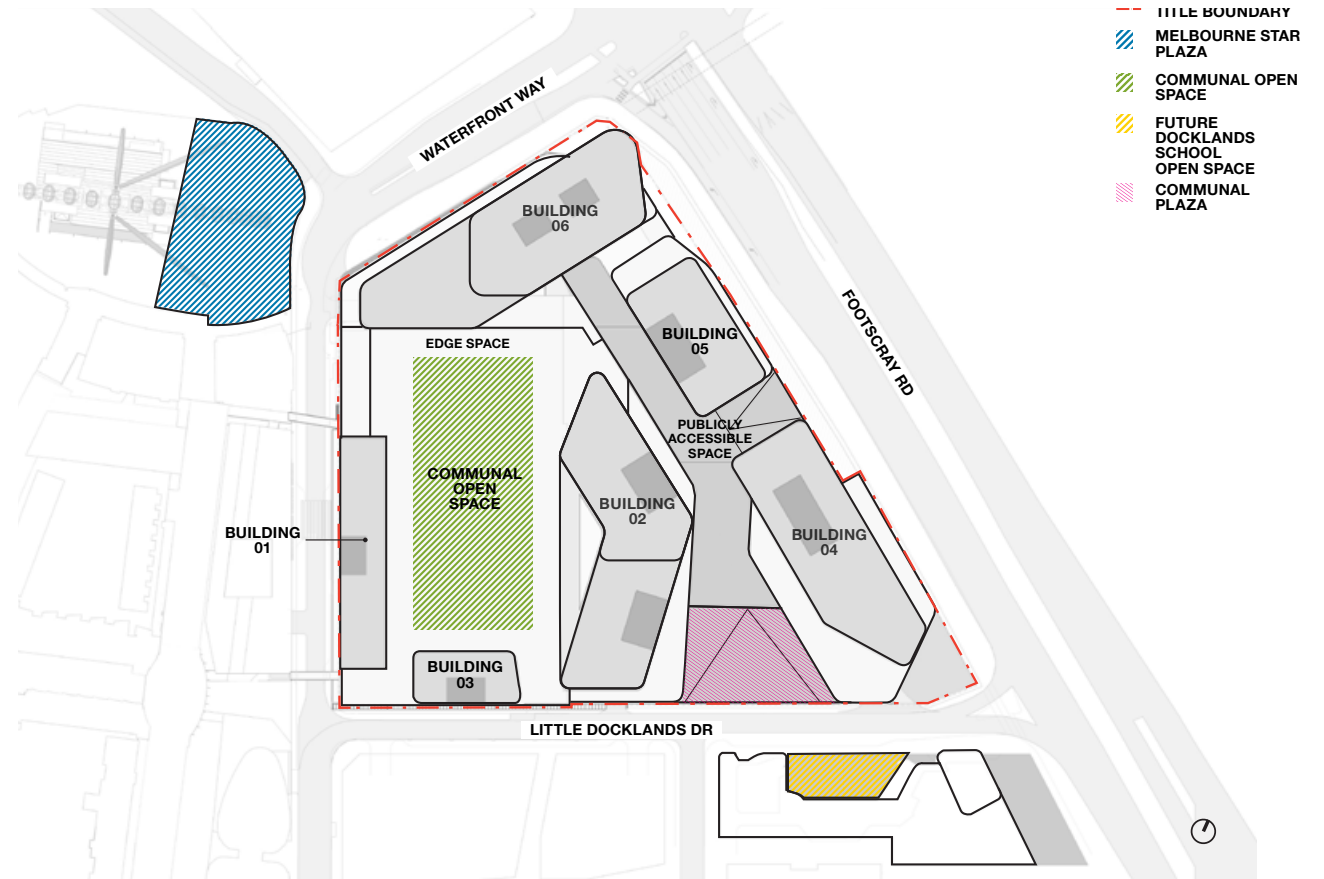 TITLE BOUNDARY
MELBOURNE STAR
PLAZA
COMMUNAL OPEN
SPACE
FUTURE
DOCKLANDS
SCHOOL
OPEN SPACE
COMMUNAL
PLAZA
WATERFRONT WAY
BUILDING
06
FOOTSCRAY RD
BUILDING
05
EDGE SPACE
PUBLICLY
ACCESSIBLE
SPACE
COMMUNAL
OPEN
SPACE
BUILDING
02
BUILDING
01
BUILDING
04
BUILDING
03
LITTLE DOCKLANDS DR